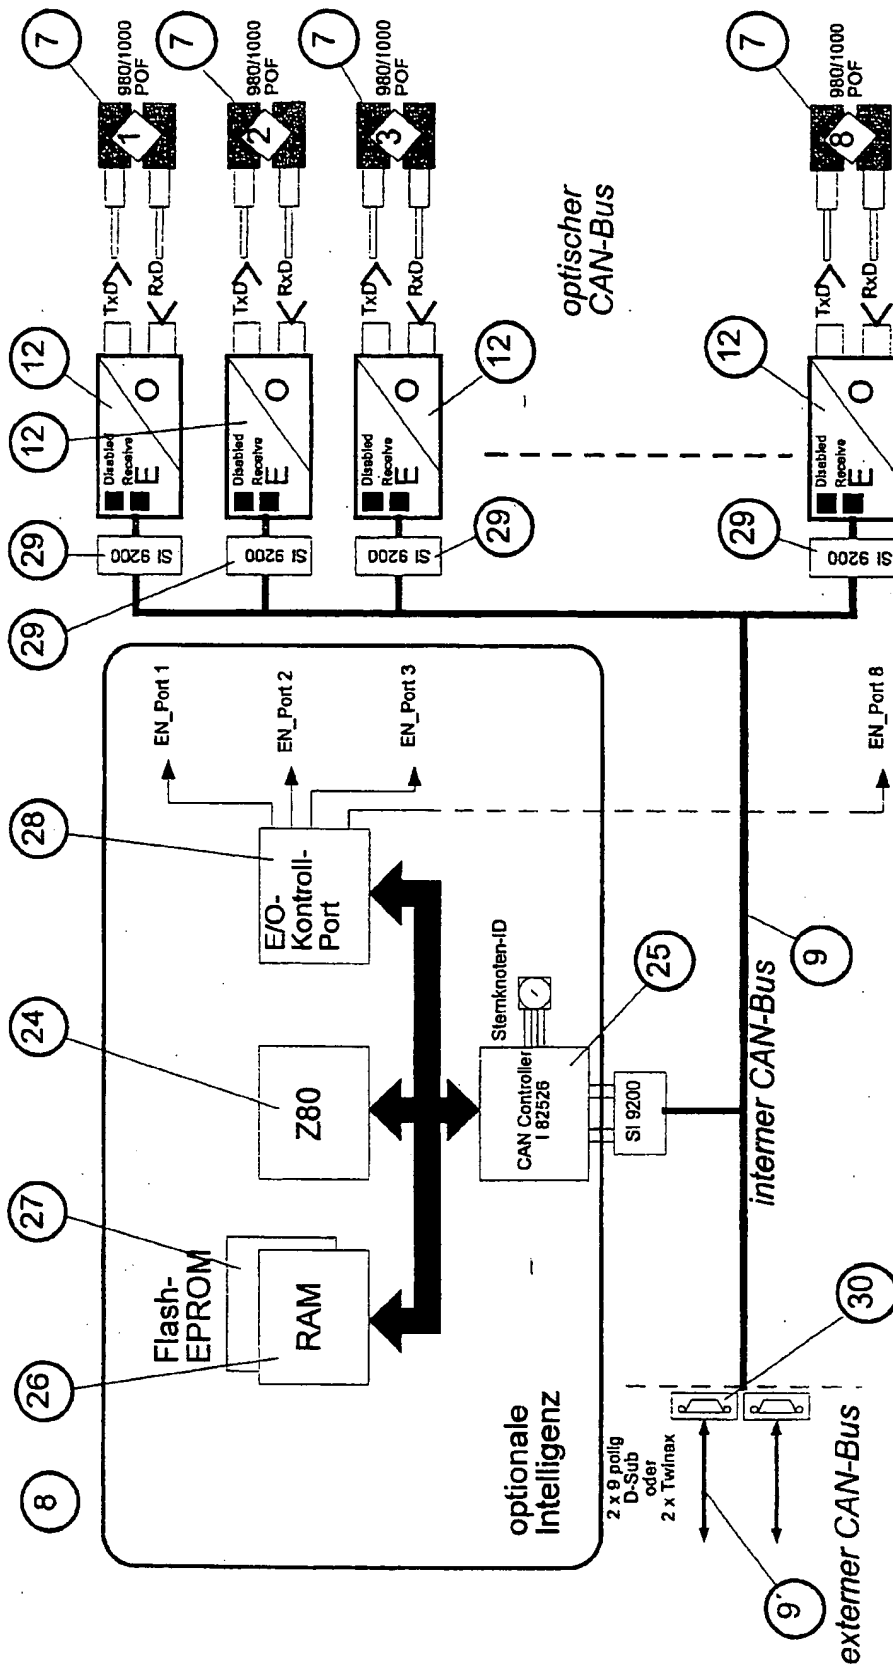 8
26
27
24
28
29
29
12
12
7
7
7
7
Flash-
EPROM
RAM
Z80
E/O-
Kontroll-
Port
EN_Port 1
EN_Port 2
EN_Port 3
EN_Port 8
optionale
Intelligenz
Sternknoten-ID
CAN Controller
I 82526
25
SI 9200
SI 9200
Disabled
Receive
E
O
TxD
RxD
1
980/1000
POF
SI 9200
Disabled
Receive
E
O
TxD
RxD
2
980/1000
POF
SI 9200
Disabled
Receive
E
O
TxD
RxD
3
980/1000
POF
29
12
optischer
CAN-Bus
29
12
SI 9200
Disabled
Receive
E
O
TxD
RxD
8
980/1000
POF
2 x 9 polig
D-Sub
oder
2 x Twinax
interner CAN-Bus
9
30
9'
externer CAN-Bus